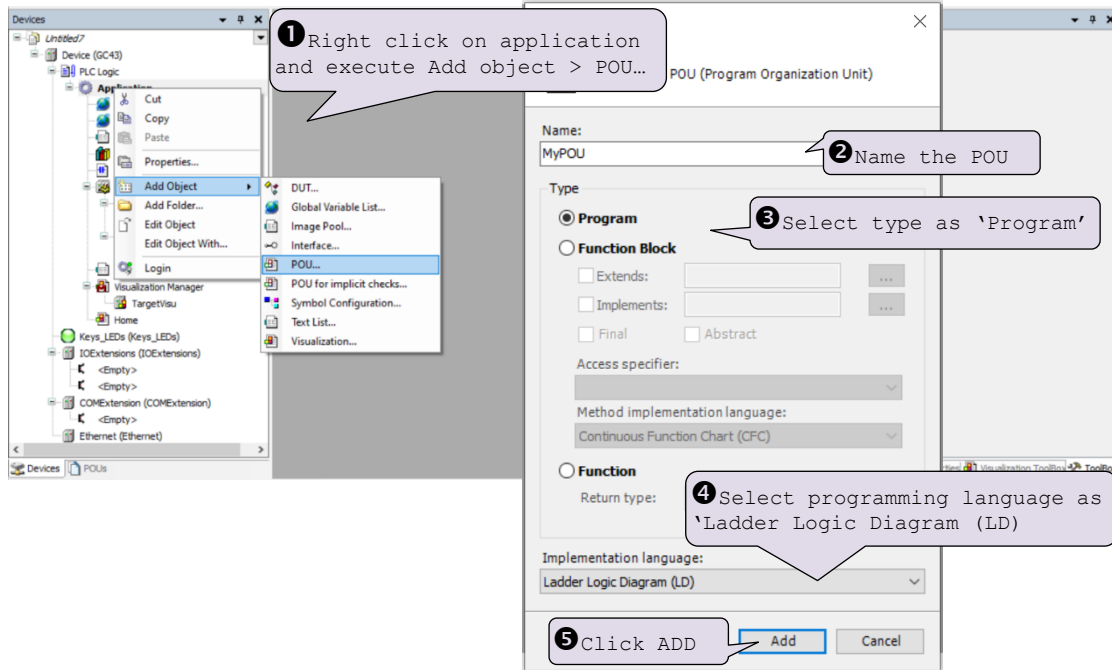 Devices
Untitled7
Device (GC43)
PLC Logic
Application
Cut
Copy
Paste
Properties...
Add Object
Add Folder...
Edit Object
Edit Object With...
Login
DUT...
Global Variable List...
Image Pool...
Interface...
POU...
POU for implicit checks...
Symbol Configuration...
Text List...
Visualization...
Visualization Manager
TargetVisu
Home
Keys_LEDs (Keys_LEDs)
IOExtensions (IOExtensions)
<Empty>
<Empty>
COMExtension (COMExtension)
<Empty>
Ethernet (Ethernet)
Devices
POUs
❶Right click on application
and execute Add object > POU…
POU (Program Organization Unit)
Name:
MyPOU
❷Name the POU
Type
Program
❸Select type as ‘Program’
Function Block
Extends:
...
Implements:
...
Final
Abstract
Access specifier:
Method implementation language:
Continuous Function Chart (CFC)
Function
Return type:
❹Select programming language as
‘Ladder Logic Diagram (LD)
Implementation language:
Ladder Logic Diagram (LD)
❺Click ADD
Add
Cancel
Visualization ToolBox
ToolBo